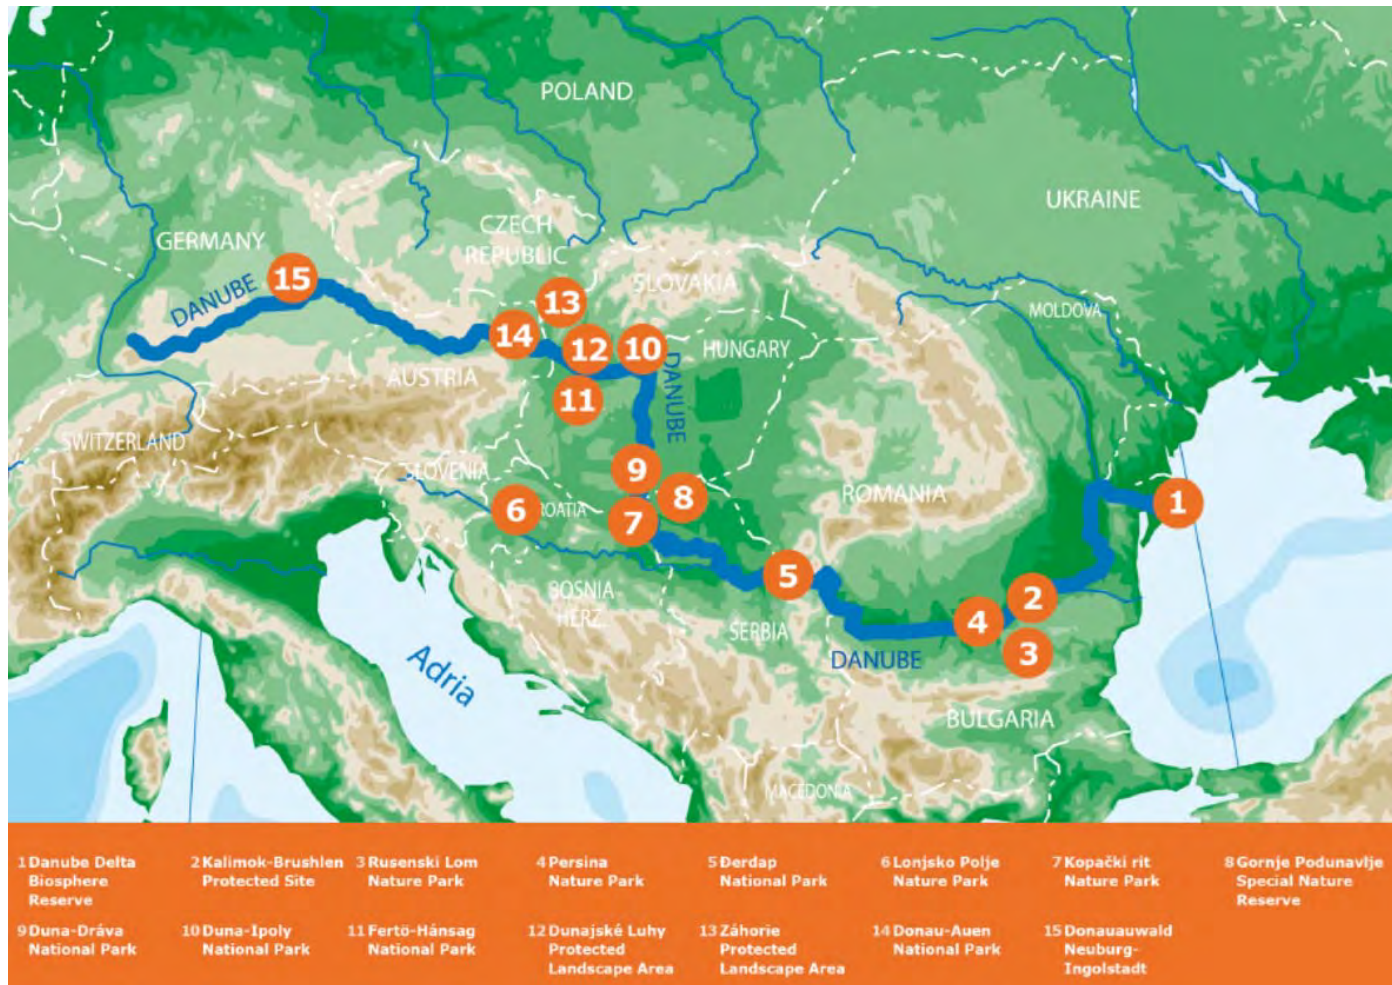 POLAND
UKRAINE
CZECH
REPUBLIC
GERMANY
15
DANUBE
SLOVAKIA
13
MOLDOVA
14
12
10
HUNGARY
DANUBE
AUSTRIA
11
SWITZERLAND
SLOVENIA
9
8
ROMANIA
1
6
ROATIA
7
5
BOSNIA
HERZ.
2
4
SERBIA
3
DANUBE
Adria
BULGARIA
MACEDONIA
1 Danube Delta
Biosphere
Reserve
2 Kalimok-Brushlen
Protected Site
3 Rusenski Lom
Nature Park
4 Persina
Nature Park
5 Đerdap
National Park
6 Lonjsko Polje
Nature Park
7 Kopački rit
Nature Park
8 Gornje Podunavlje
Special Nature
Reserve
9 Duna-Dráva
National Park
10 Duna-Ipoly
National Park
11 Fertö-Hánsag
National Park
12 Dunajské Luhy
Protected
Landscape Area
13 Záhorie
Protected
Landscape Area
14 Donau-Auen
National Park
15 Donauauwald
Neuburg-
Ingolstadt